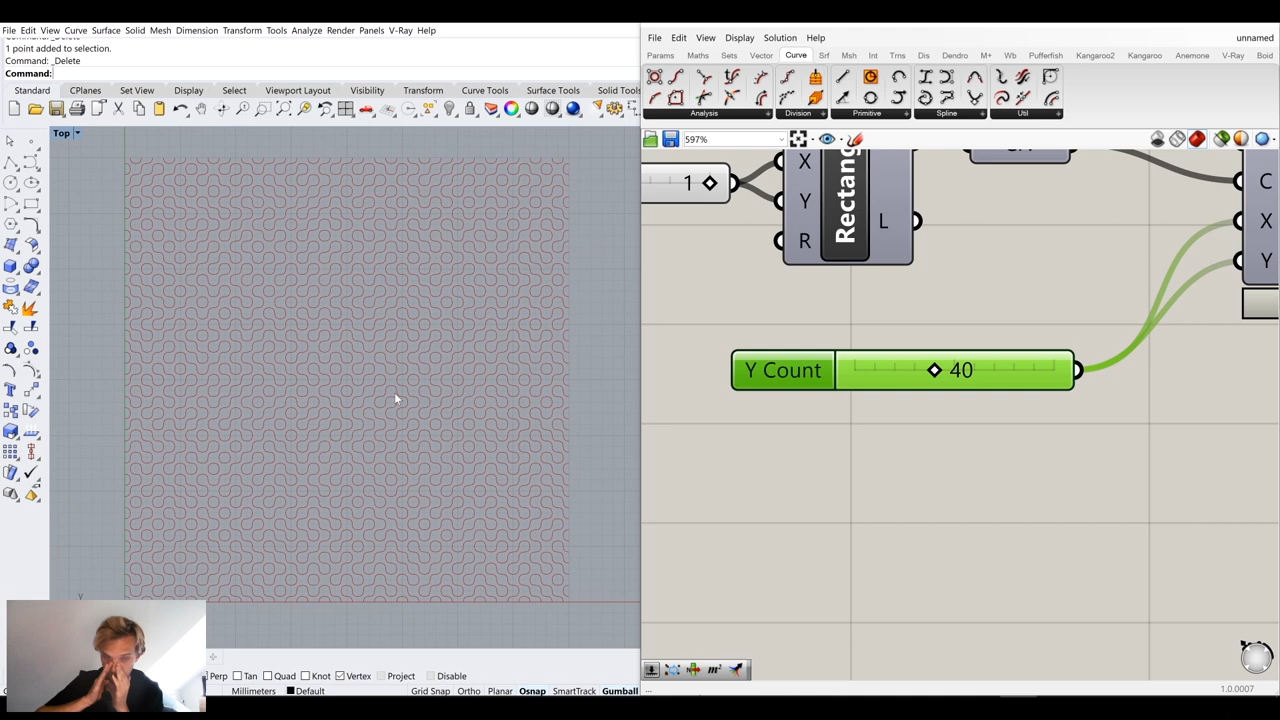 File Edit View Curve Surface Solid Mesh Dimension Transform Tools Analyze Render Panels V-Ray Help
1 point added to selection.
Command: _Delete
Command:
Standard CPlanes Set View Display Select Viewport Layout Visibility Transform Curve Tools Surface Tools Solid Tools
Top
y
Perp Tan Quad Knot Vertex Project Disable
Millimeters Default Grid Snap Ortho Planar Osnap SmartTrack Gumball
File Edit View Display Solution Help unnamed
Params Maths Sets Vector Curve Srf Msh Int Trns Dis Dendro M+ Wb Pufferfish Kangaroo2 Kangaroo Anemone V-Ray Boid
Analysis Division Primitive Spline Util
597%
1
X
Y
R
Rectang
L
C
X
Y
Y Count 40
m²
...
1.0.0007